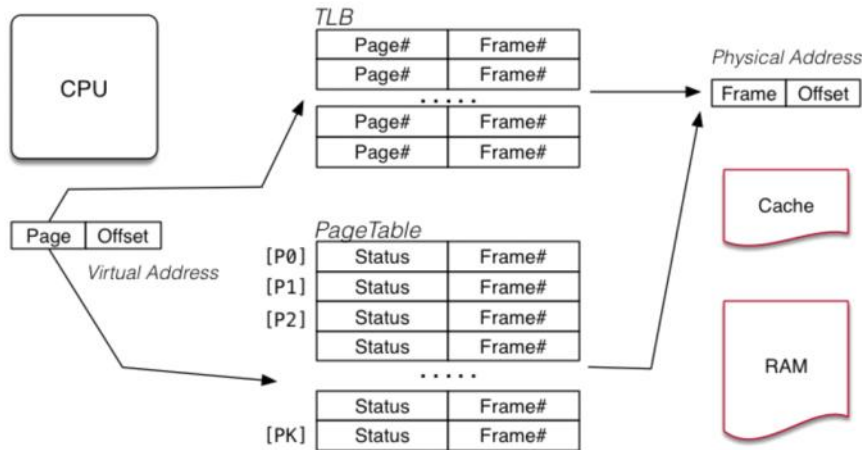 TLB
Page# Frame#
Page# Frame#
.....
Page# Frame#
Page# Frame#
CPU
Physical Address
Frame Offset
Cache
RAM
Page Offset
Virtual Address
PageTable
[P0] Status Frame#
[P1] Status Frame#
[P2] Status Frame#
Status Frame#
.....
Status Frame#
[PK] Status Frame#